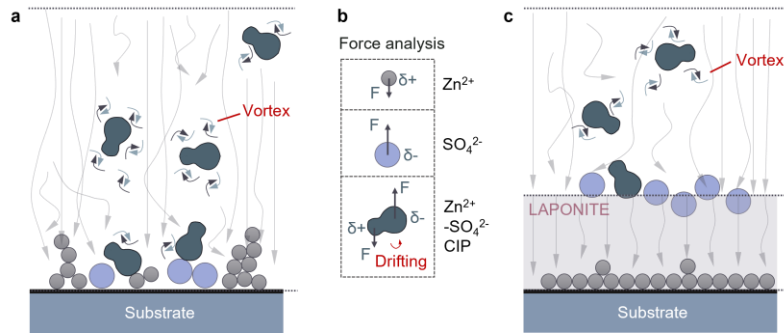 a
Vortex
Substrate
b
Force analysis
F
δ+
Zn²⁺
F
δ-
SO₄²⁻
F
δ+
δ-
Drifting
F
Zn²⁺
-SO₄²⁻
CIP
c
Vortex
LAPONITE
Substrate